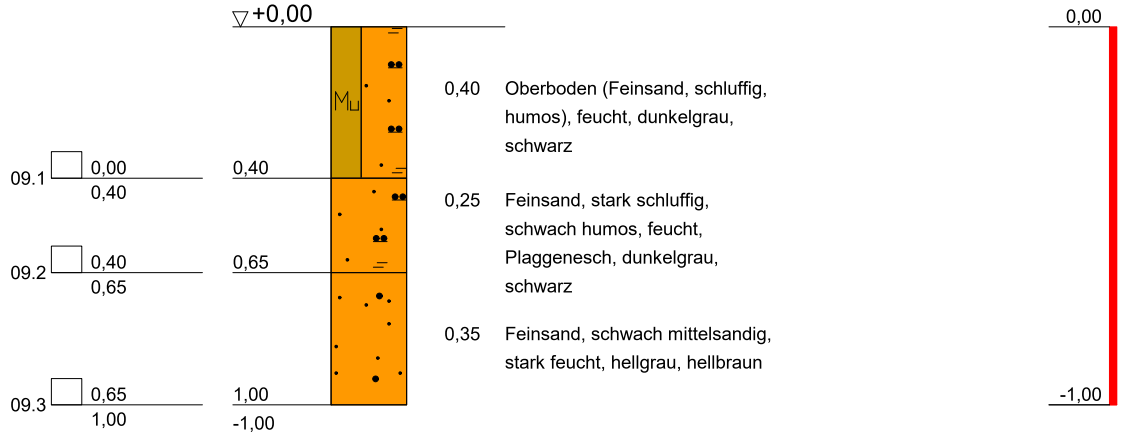 ▽ +0,00
0,00
Mu
0,40 Oberboden (Feinsand, schluffig,
humos), feucht, dunkelgrau,
schwarz
09.1 0,00 0,40
0,40
0,25 Feinsand, stark schluffig,
schwach humos, feucht,
Plaggenesch, dunkelgrau,
schwarz
09.2 0,40 0,65
0,65
0,35 Feinsand, schwach mittelsandig,
stark feucht, hellgrau, hellbraun
09.3 0,65 1,00 -1,00
1,00 -1,00